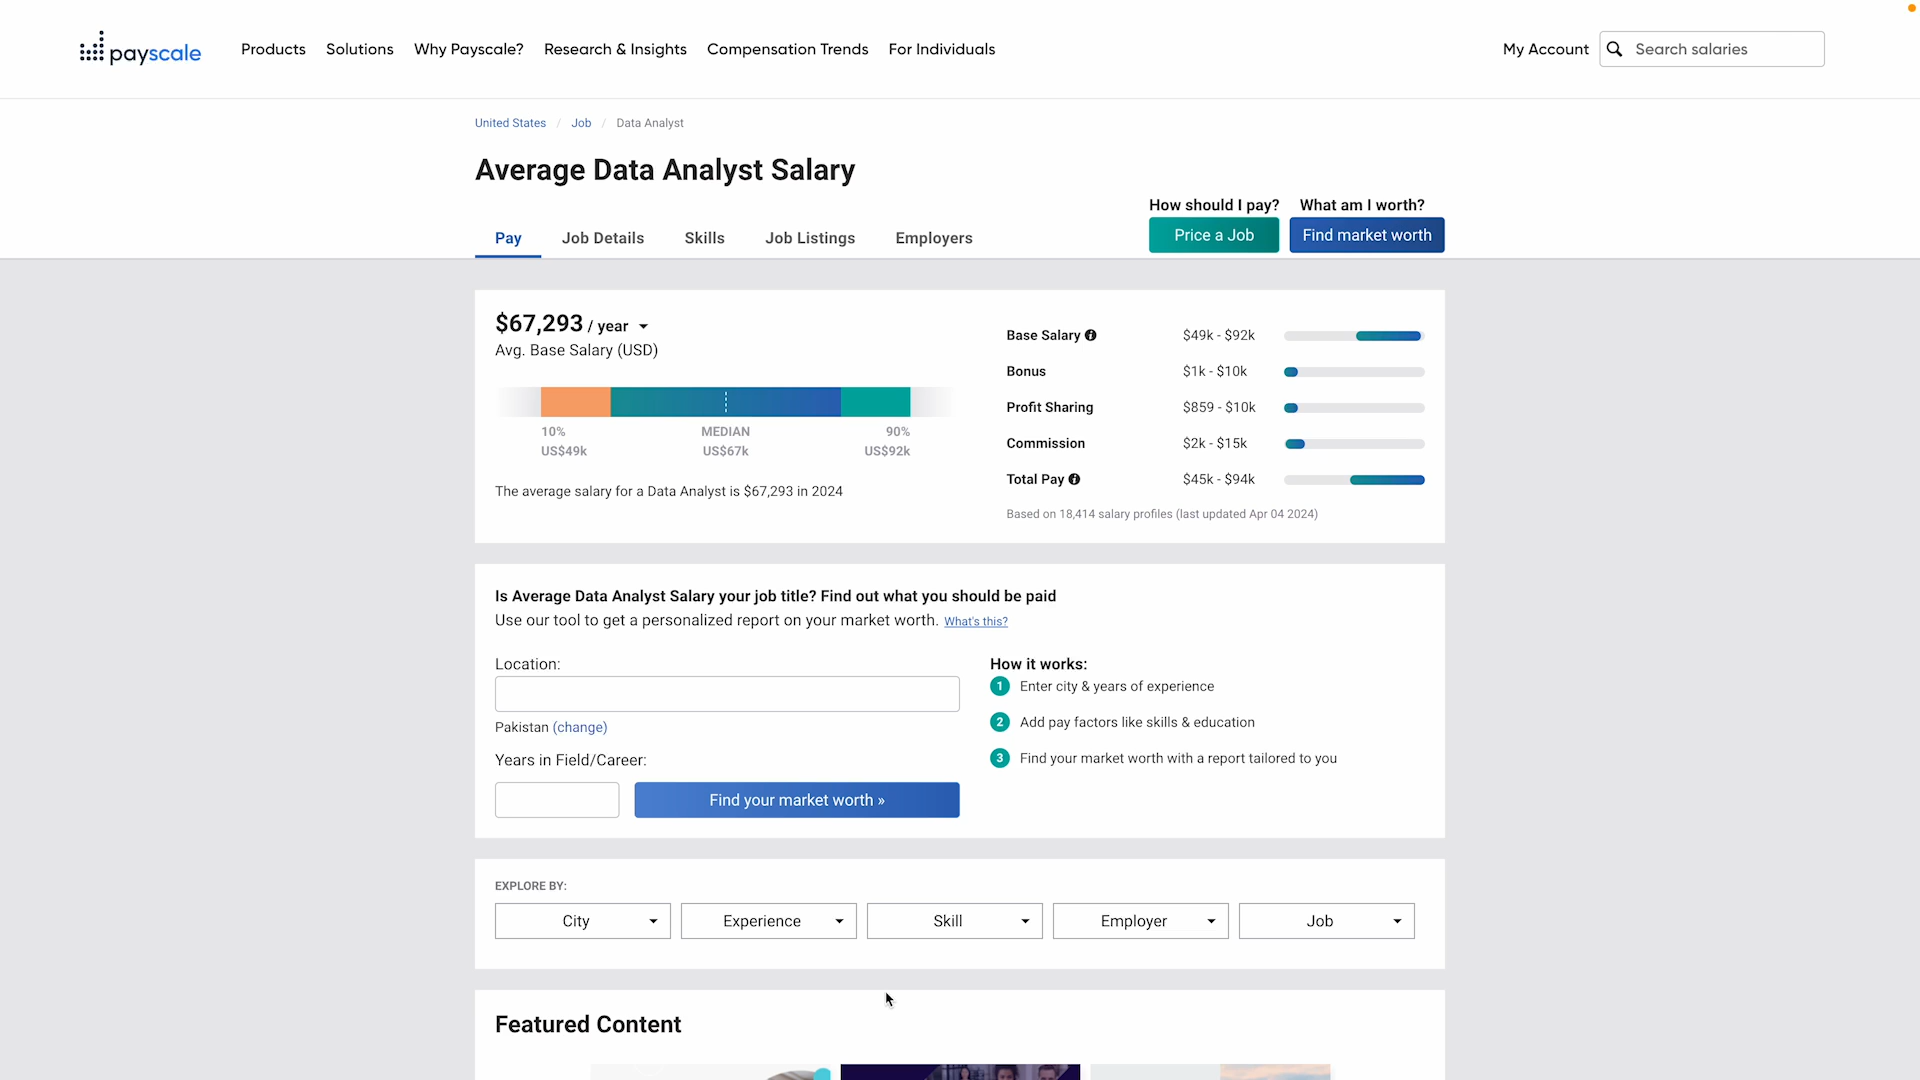 payscale
Products Solutions Why Payscale? Research & Insights Compensation Trends For Individuals
My Account Search salaries
United States / Job / Data Analyst
Average Data Analyst Salary
How should I pay? What am I worth?
Pay Job Details Skills Job Listings Employers
Price a Job Find market worth
$67,293 / year
Avg. Base Salary (USD)
10% MEDIAN 90%
US$49k US$67k US$92k
The average salary for a Data Analyst is $67,293 in 2024
Base Salary $49k - $92k
Bonus $1k - $10k
Profit Sharing $859 - $10k
Commission $2k - $15k
Total Pay $45k - $94k
Based on 18,414 salary profiles (last updated Apr 04 2024)
Is Average Data Analyst Salary your job title? Find out what you should be paid
Use our tool to get a personalized report on your market worth. What's this?
Location:
Pakistan (change)
Years in Field/Career:
Find your market worth »
How it works:
1 Enter city & years of experience
2 Add pay factors like skills & education
3 Find your market worth with a report tailored to you
EXPLORE BY:
City Experience Skill Employer Job
Featured Content